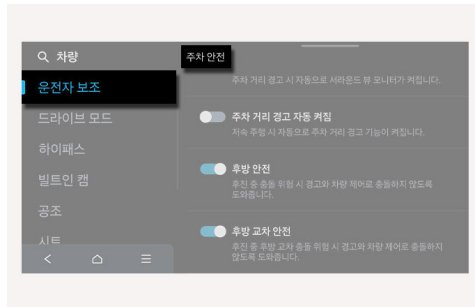 차량
주차 안전
운전자 보조
주차 거리 경고 시 자동으로 서라운드 뷰 모니터가 켜집니다.
드라이브 모드
주차 거리 경고 자동 켜짐
저속 주행 시 자동으로 주차 거리 경고 기능이 켜집니다.
하이패스
후방 안전
빌트인 캠
후진 중 충돌 위험 시 경고와 차량 제어로 충돌하지 않도록
도와줍니다.
공조
후방 교차 안전
시트
후진 중 후방 교차 충돌 위험 시 경고와 차량 제어로 충돌하지
않도록 도와줍니다.